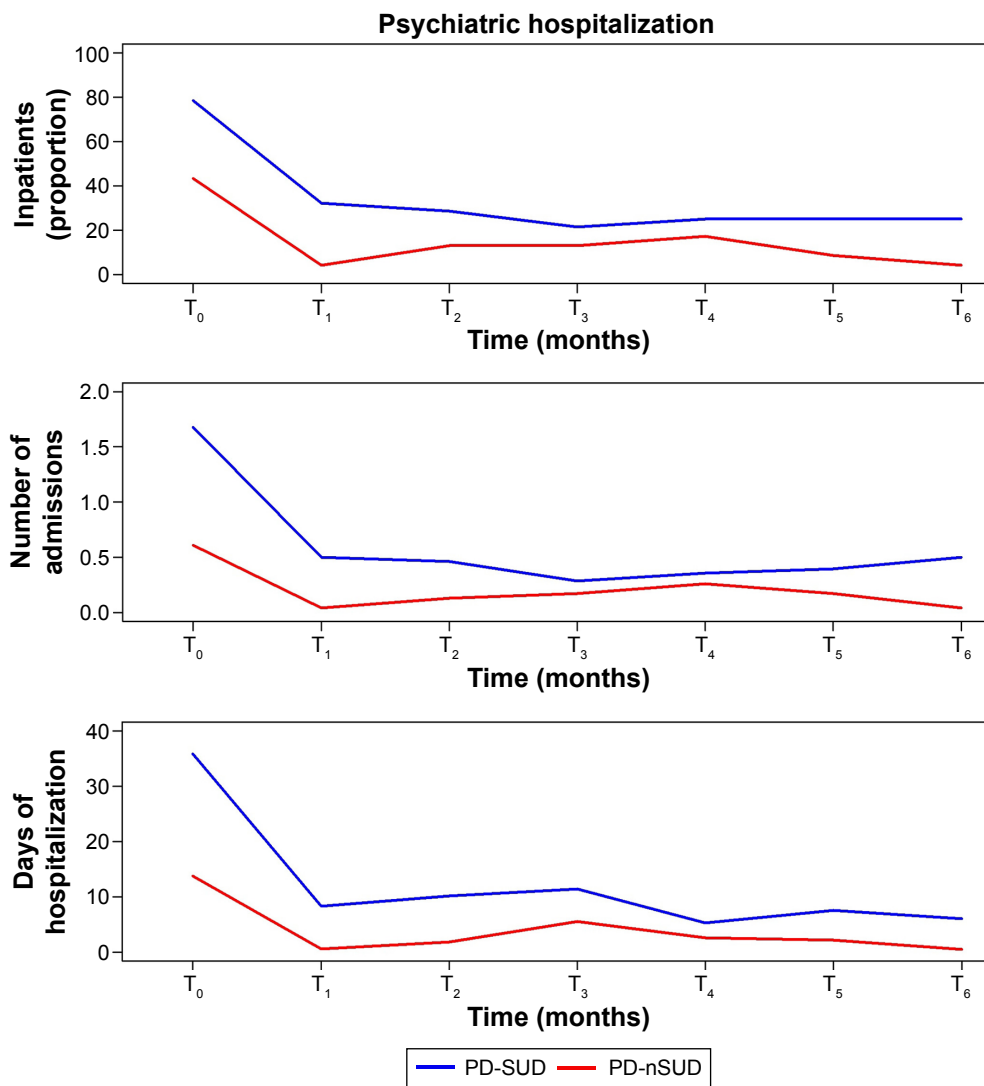 Psychiatric hospitalization
Inpatients
(proportion)
100
80
60
40
20
0
T₀ T₁ T₂ T₃ T₄ T₅ T₆
Time (months)
Number of
admissions
2.0
1.5
1.0
0.5
0.0
T₀ T₁ T₂ T₃ T₄ T₅ T₆
Time (months)
Days of
hospitalization
40
30
20
10
0
T₀ T₁ T₂ T₃ T₄ T₅ T₆
Time (months)
PD-SUD PD-nSUD